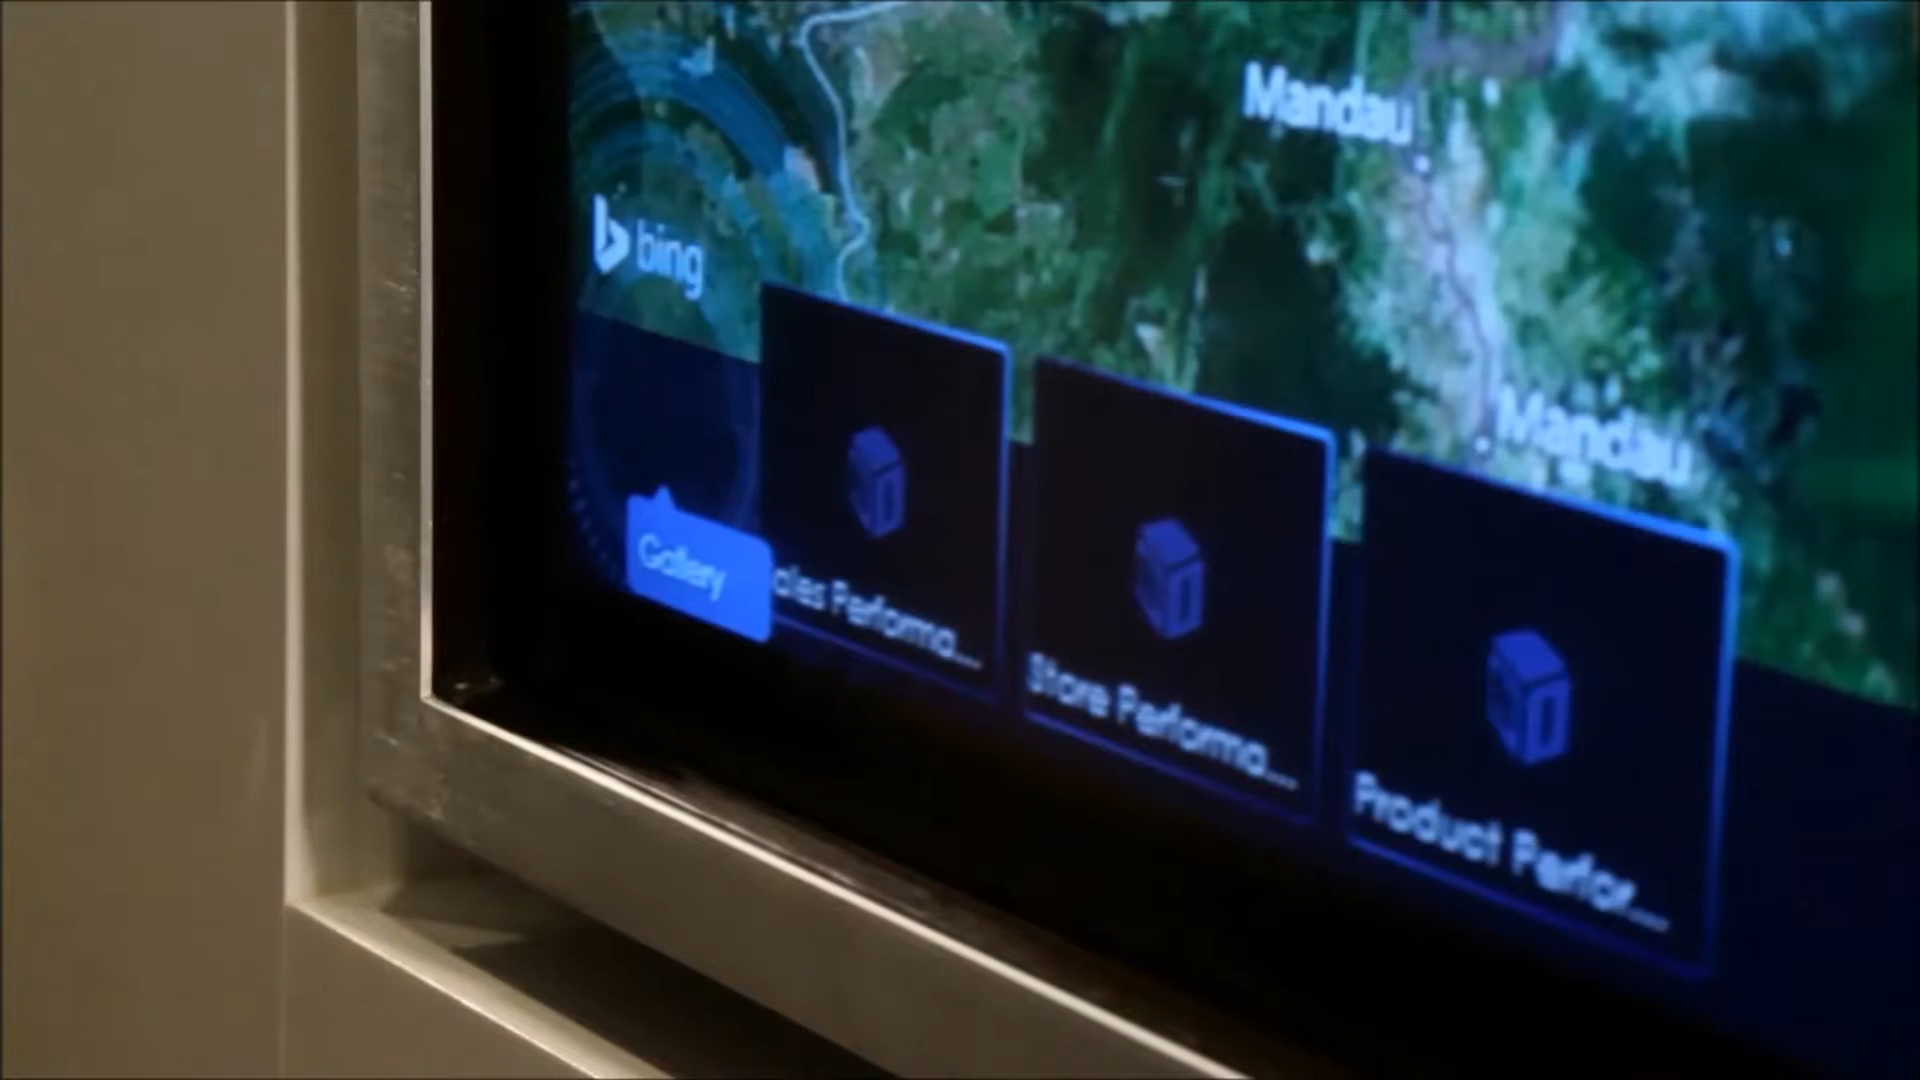 Mandau
bing
Mandau
Gallery
ales Performa...
Store Performa...
Product Perfor...